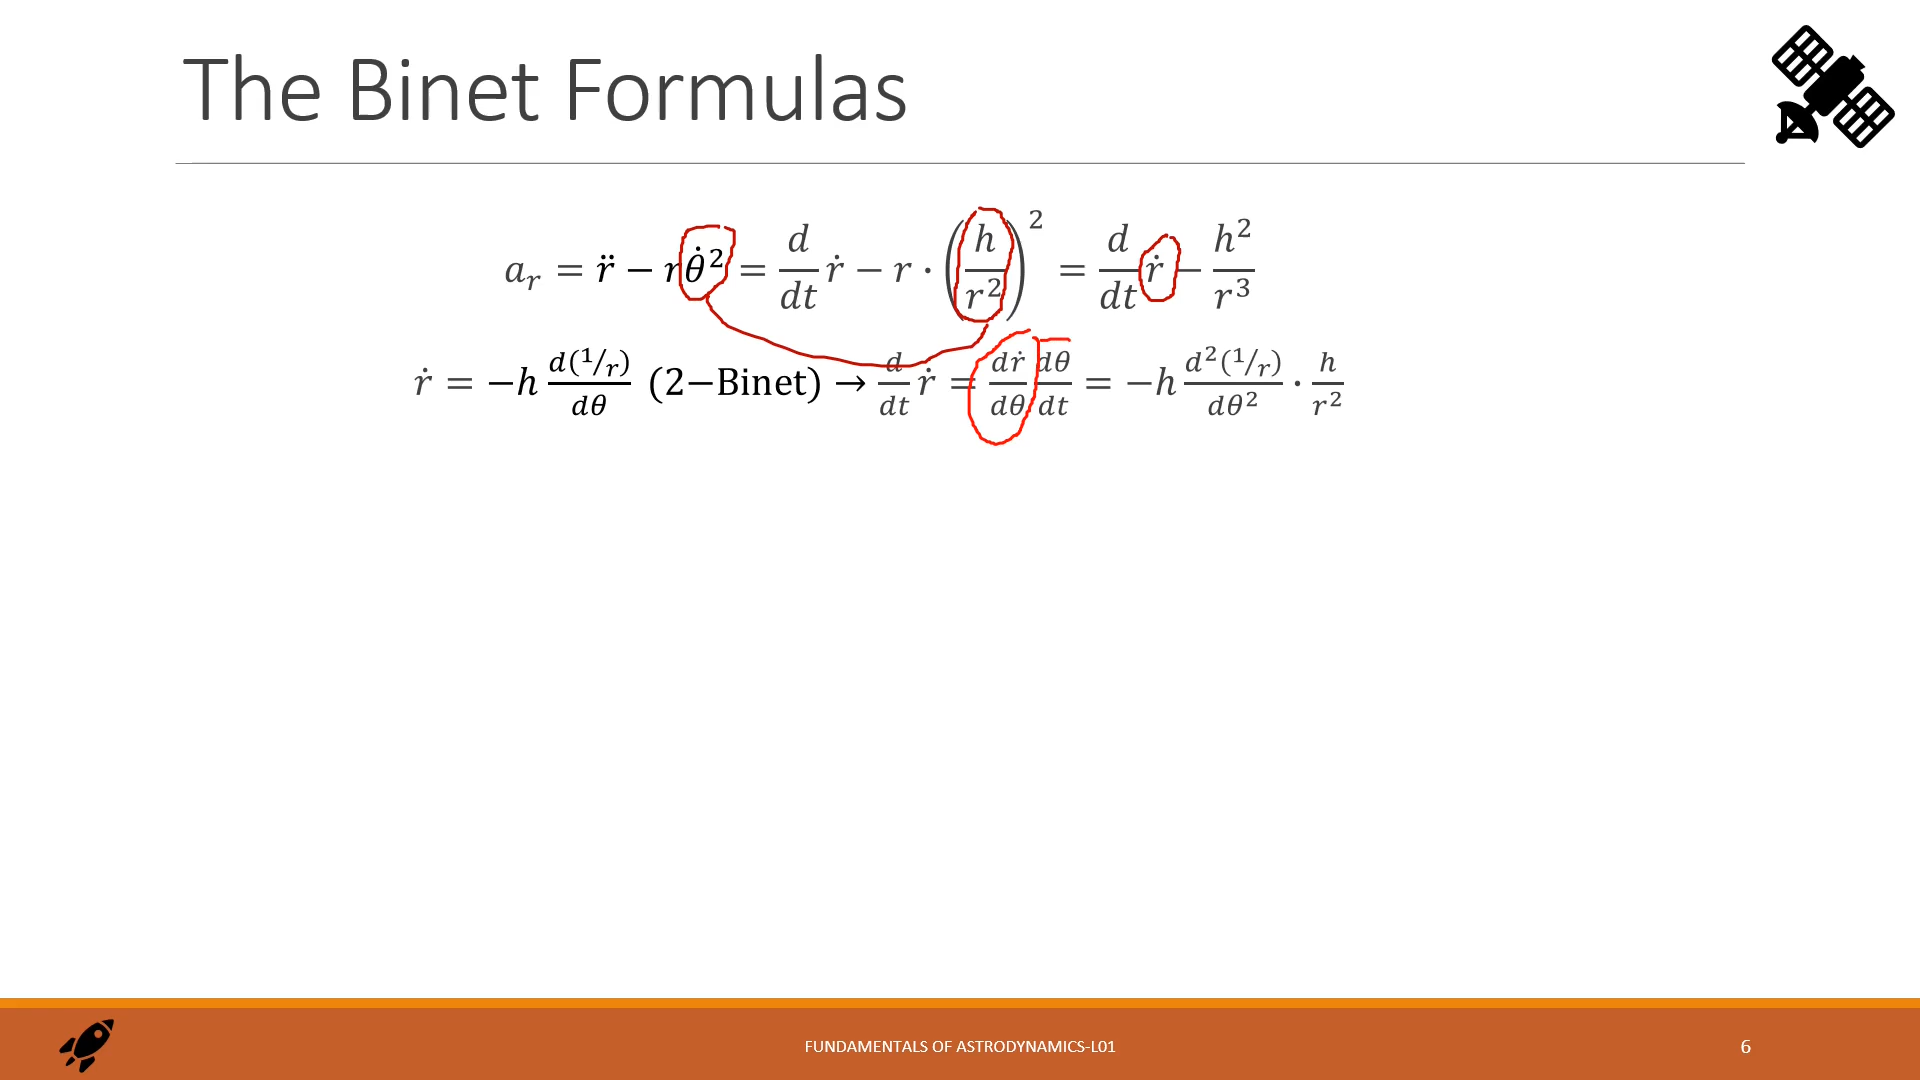 The Binet Formulas
𝑎ᵣ = r̈ − rθ̇² = d/dt ṙ − r · (h/r²)² = d/dt ṙ − h²/r³
ṙ = −h d(1/r)/dθ (2−Binet) → d/dt ṙ = dṙ/dθ dθ/dt = −h d²(1/r)/dθ² · h/r²
FUNDAMENTALS OF ASTRODYNAMICS-L01
6